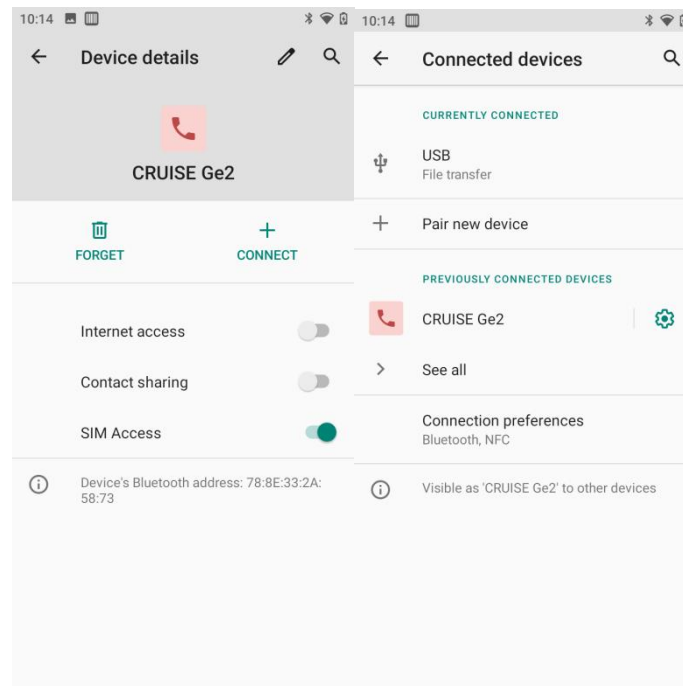 10:14
Device details
CRUISE Ge2
FORGET
CONNECT
Internet access
Contact sharing
SIM Access
Device's Bluetooth address: 78:8E:33:2A:
58:73
10:14
Connected devices
CURRENTLY CONNECTED
USB
File transfer
Pair new device
PREVIOUSLY CONNECTED DEVICES
CRUISE Ge2
See all
Connection preferences
Bluetooth, NFC
Visible as 'CRUISE Ge2' to other devices